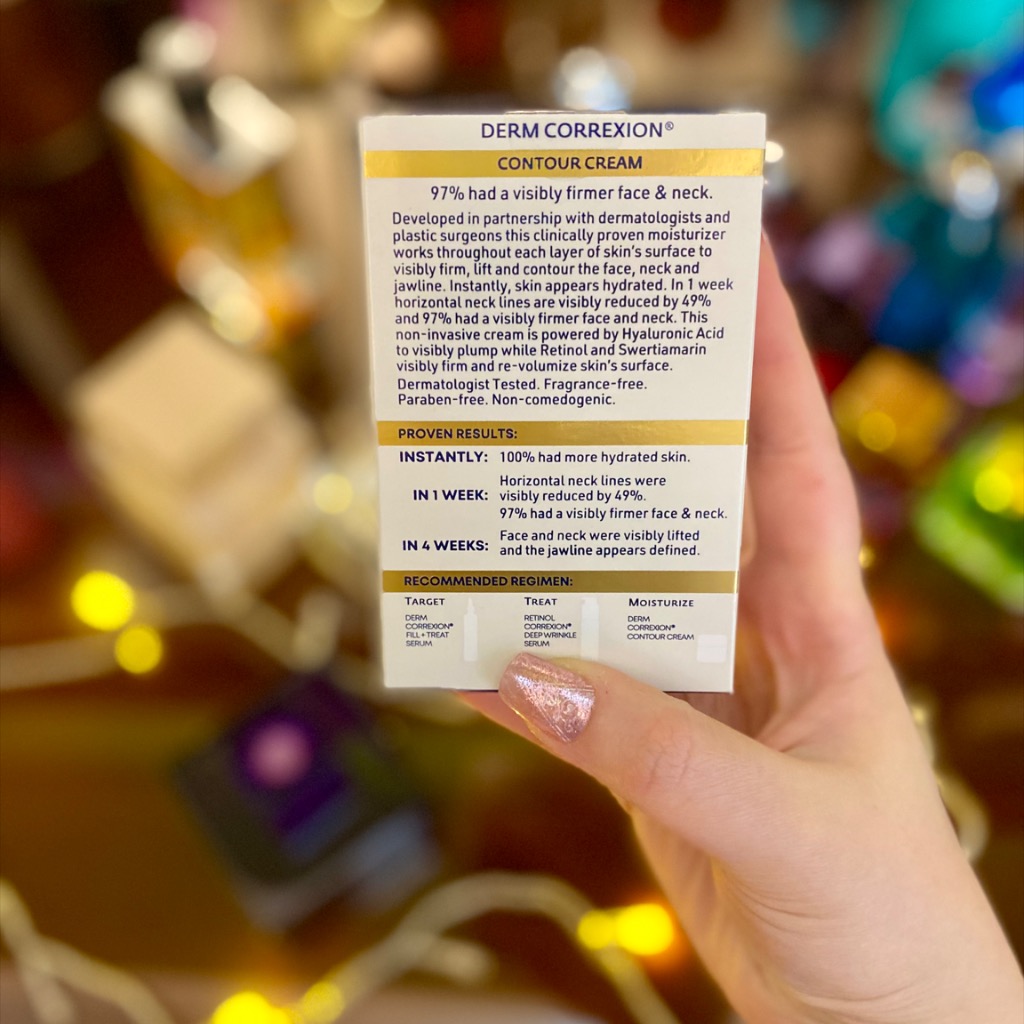 DERM CORREXION®
CONTOUR CREAM
97% had a visibly firmer face & neck.
Developed in partnership with dermatologists and
plastic surgeons this clinically proven moisturizer
works throughout each layer of skin's surface to
visibly firm, lift and contour the face, neck and
jawline. Instantly, skin appears hydrated. In 1 week
horizontal neck lines are visibly reduced by 49%
and 97% had a visibly firmer face and neck. This
non-invasive cream is powered by Hyaluronic Acid
to visibly plump while Retinol and Swertiamarin
visibly firm and re-volumize skin's surface.
Dermatologist Tested. Fragrance-free.
Paraben-free. Non-comedogenic.
PROVEN RESULTS:
INSTANTLY: 100% had more hydrated skin.
IN 1 WEEK: Horizontal neck lines were
visibly reduced by 49%.
97% had a visibly firmer face & neck.
IN 4 WEEKS: Face and neck were visibly lifted
and the jawline appears defined.
RECOMMENDED REGIMEN:
TARGET
DERM
CORREXION®
FILL + TREAT
SERUM
TREAT
RETINOL
CORREXION®
DEEP WRINKLE
SERUM
MOISTURIZE
DERM
CORREXION®
CONTOUR CREAM